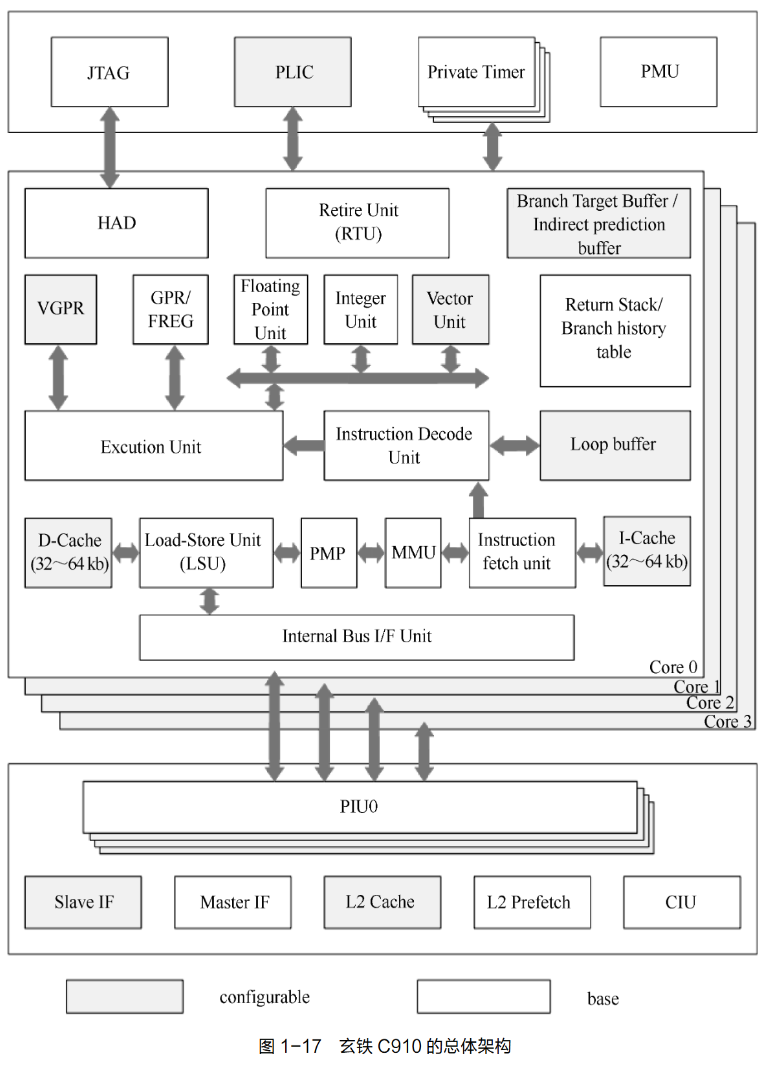 JTAG
PLIC
Private Timer
PMU
HAD
Retire Unit
(RTU)
Branch Target Buffer /
Indirect prediction
buffer
VGPR
GPR/
FREG
Floating
Point
Unit
Integer
Unit
Vector
Unit
Return Stack/
Branch history
table
Excution Unit
Instruction Decode
Unit
Loop buffer
D-Cache
(32～64 kb)
Load-Store Unit
(LSU)
PMP
MMU
Instruction
fetch unit
I-Cache
(32～64 kb)
Internal Bus I/F Unit
Core 0
Core 1
Core 2
Core 3
PIU0
Slave IF
Master IF
L2 Cache
L2 Prefetch
CIU
configurable
base
图 1-17 玄铁 C910 的总体架构